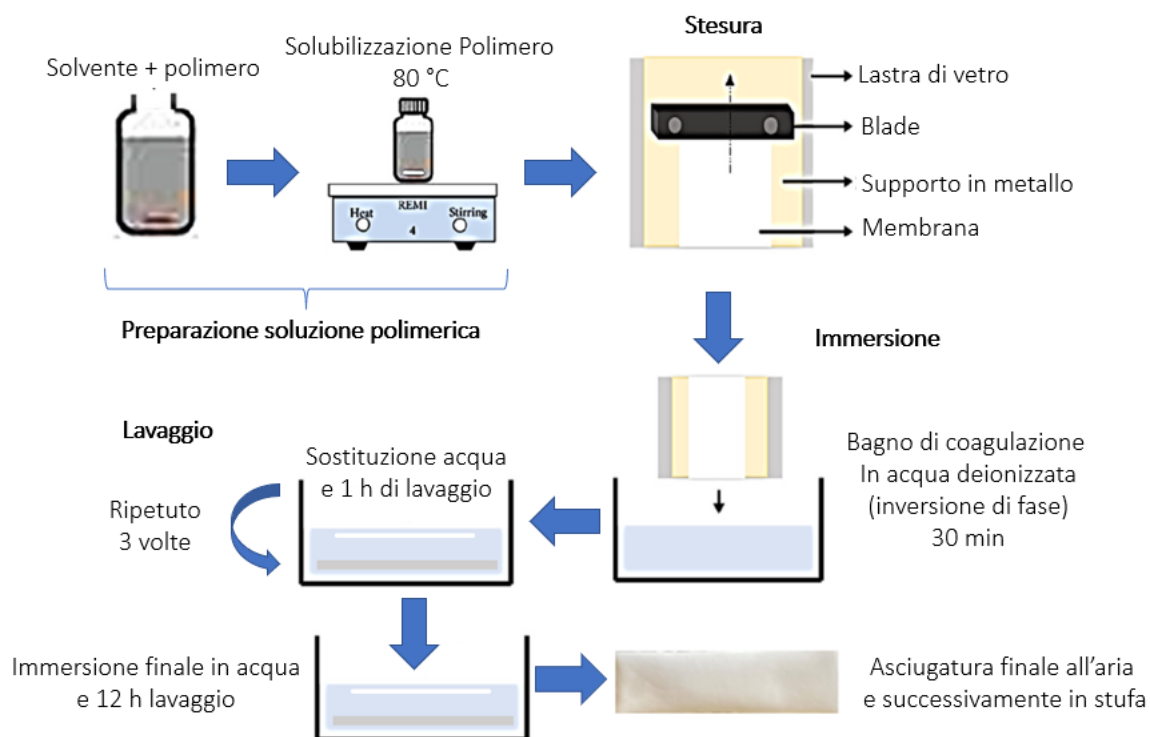 Solvente + polimero
Solubilizzazione Polimero
80 °C
Heat
REMI
Stirring
4
Preparazione soluzione polimerica
Stesura
Lastra di vetro
Blade
Supporto in metallo
Membrana
Immersione
Bagno di coagulazione
In acqua deionizzata
(inversione di fase)
30 min
Lavaggio
Sostituzione acqua
e 1 h di lavaggio
Ripetuto
3 volte
Immersione finale in acqua
e 12 h lavaggio
Asciugatura finale all’aria
e successivamente in stufa